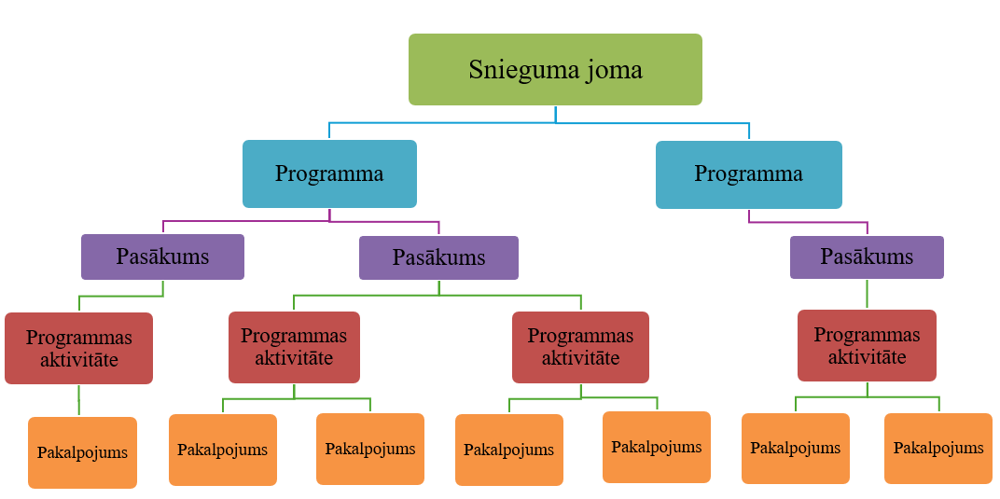 Snieguma joma
Programma
Programma
Pasākums
Pasākums
Pasākums
Programmas
aktivitāte
Programmas
aktivitāte
Programmas
aktivitāte
Programmas
aktivitāte
Pakalpojums
Pakalpojums
Pakalpojums
Pakalpojums
Pakalpojums
Pakalpojums
Pakalpojums